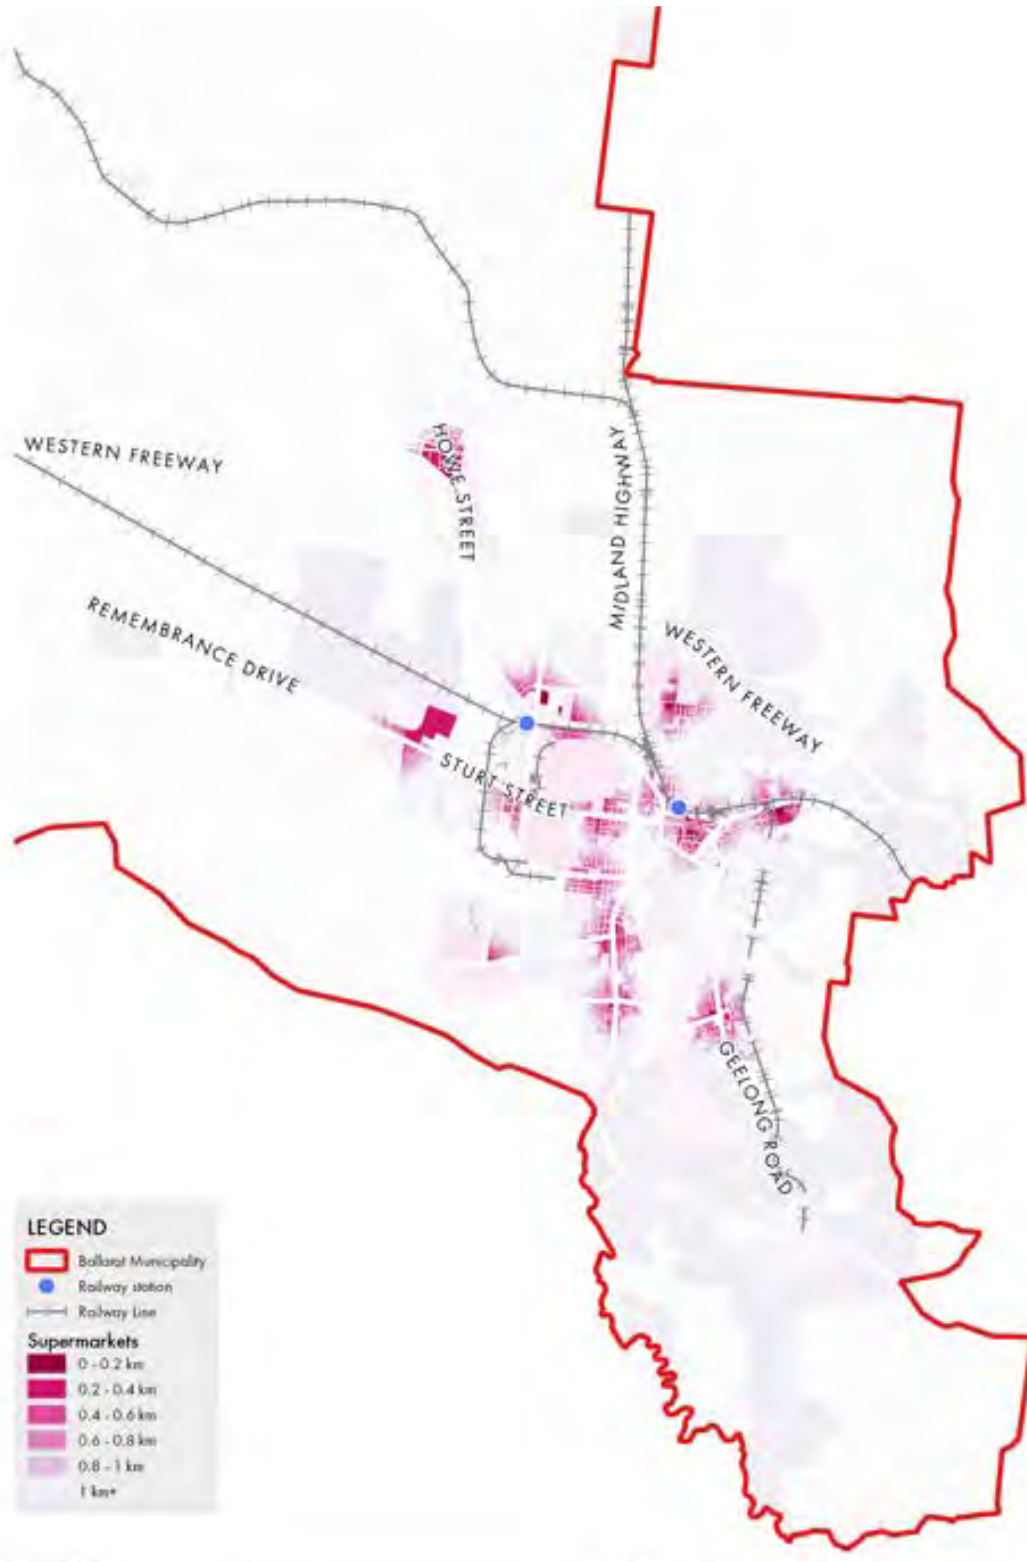 WESTERN FREEWAY
HOWE STREET
MIDLAND HIGHWAY
REMEMBRANCE DRIVE
WESTERN FREEWAY
STURT STREET
GEELONG ROAD
LEGEND
Ballarat Municipality
Railway station
Railway Line
Supermarkets
0 - 0.2 km
0.2 - 0.4 km
0.4 - 0.6 km
0.6 - 0.8 km
0.8 - 1 km
1 km+